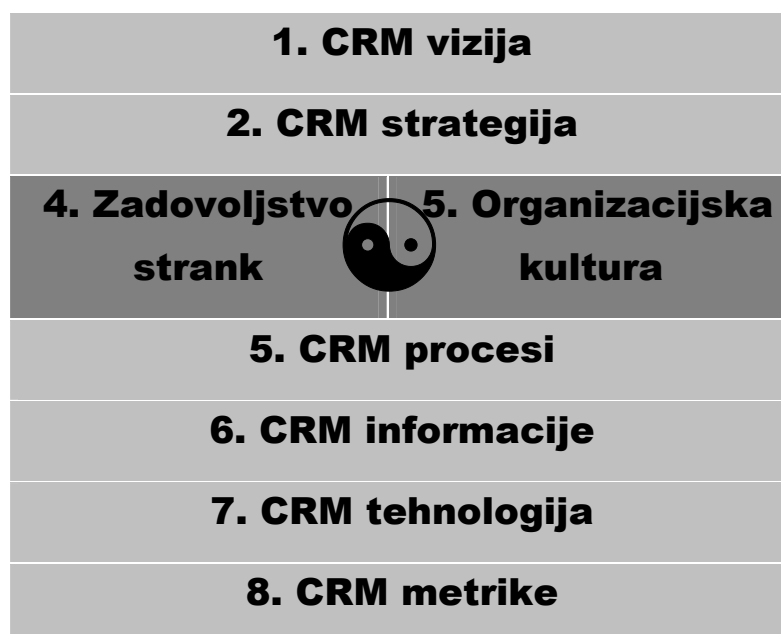 1. CRM vizija
2. CRM strategija
4. Zadovoljstvo
strank
5. Organizacijska
kultura
5. CRM procesi
6. CRM informacije
7. CRM tehnologija
8. CRM metrike